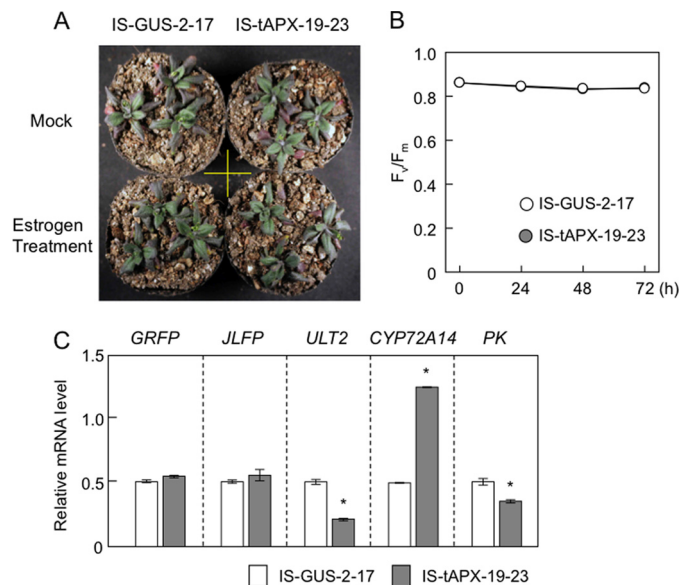 A
IS-GUS-2-17 IS-tAPX-19-23
Mock
Estrogen
Treatment
B
1.0
0.8
0.6
0.4
0.2
0
Fv/Fm
IS-GUS-2-17
IS-tAPX-19-23
0 24 48 72 (h)
C
GRFP JLFP ULT2 CYP72A14 PK
1.5
1.0
0.5
0
Relative mRNA level
* * *
IS-GUS-2-17 IS-tAPX-19-23